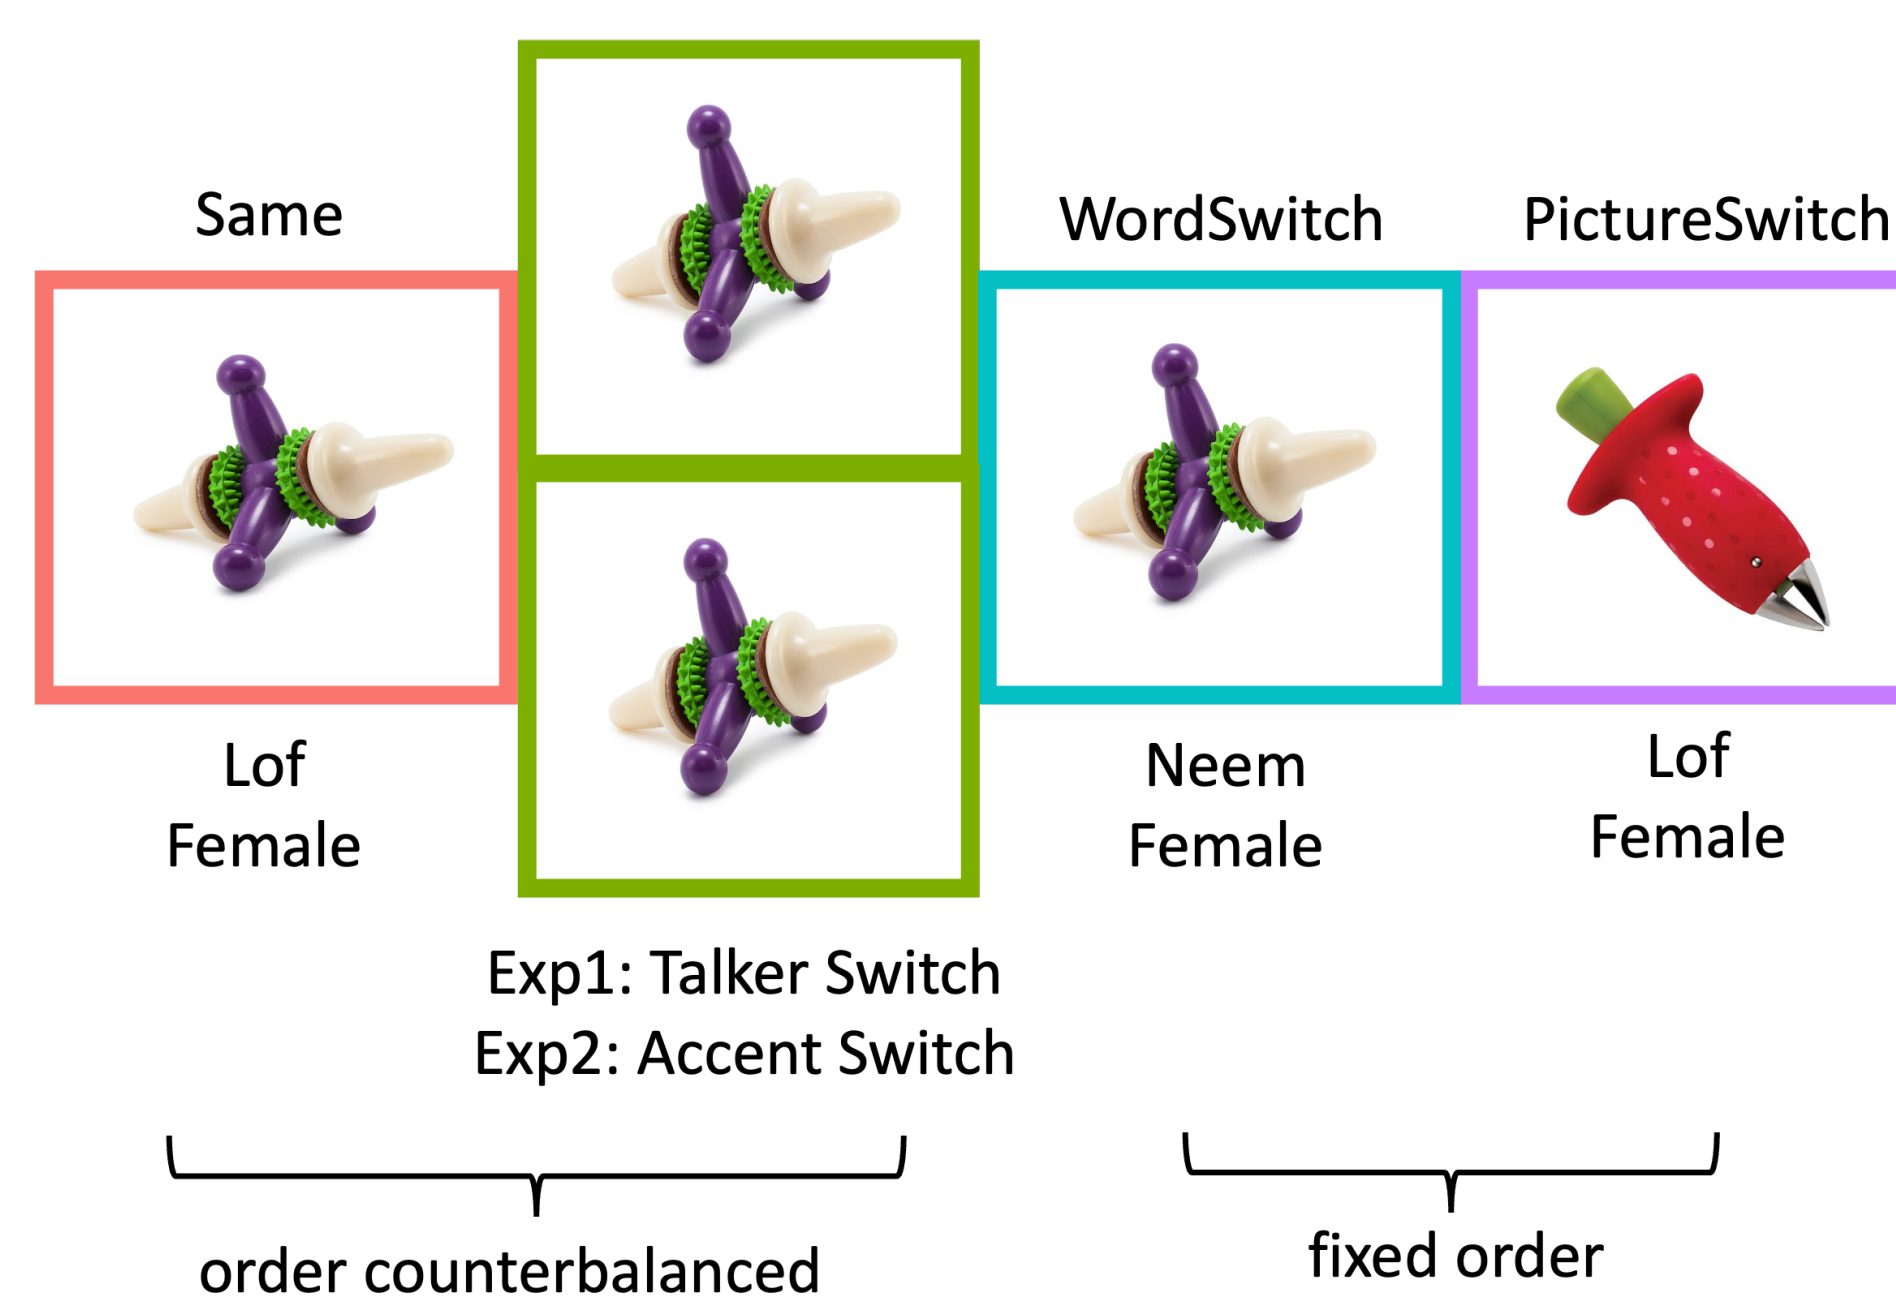 Same
WordSwitch
PictureSwitch
Lof
Female
Neem
Female
Lof
Female
Exp1: Talker Switch
Exp2: Accent Switch
order counterbalanced
fixed order